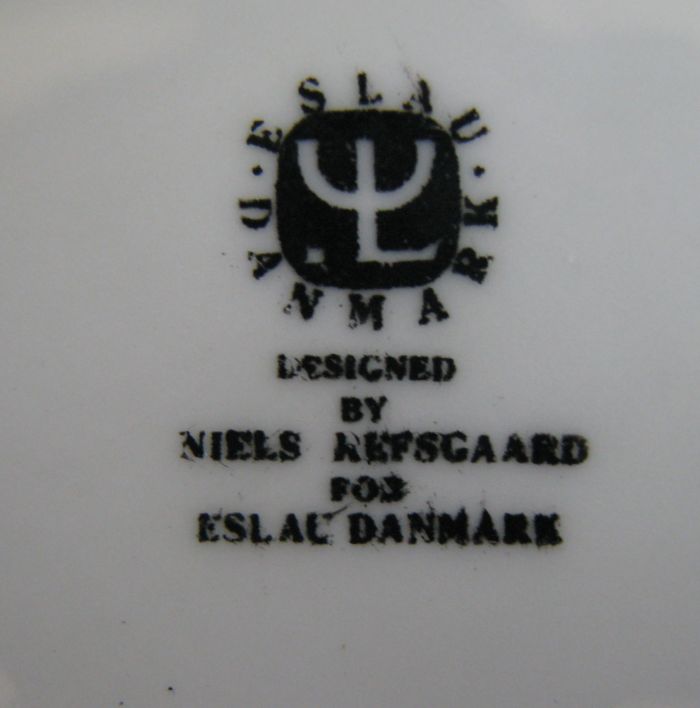 ESLAU · DANMARK ·
DESIGNED
BY
NIELS REFSGAARD
FOR
ESLAU DANMARK